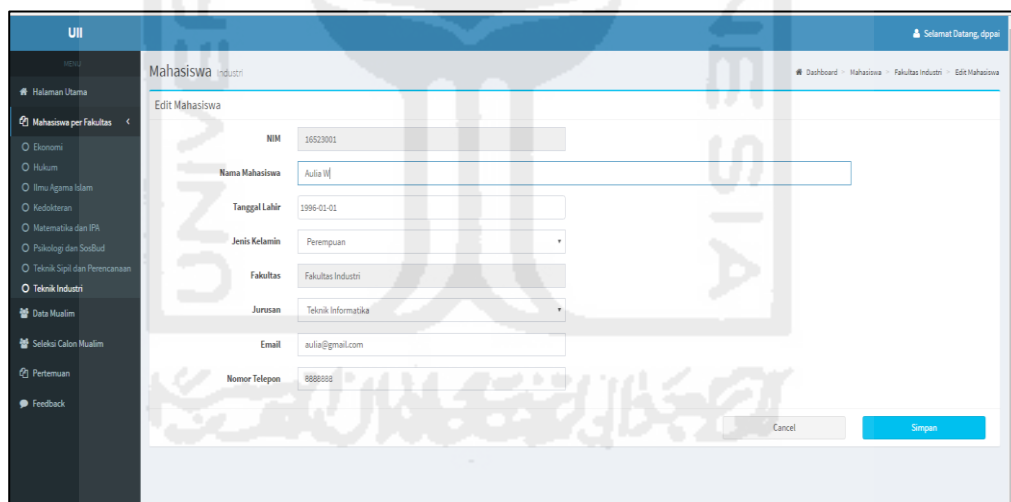 UII
Selamat Datang, dppai
MENU
Halaman Utama
Mahasiswa per Fakultas
Ekonomi
Hukum
Ilmu Agama Islam
Kedokteran
Matematika dan IPA
Psikologi dan SosBud
Teknik Sipil dan Perencanaan
Teknik Industri
Data Mualim
Seleksi Calon Mualim
Pertemuan
Feedback
Mahasiswa Industri
Dashboard > Mahasiswa > Fakultas Industri > Edit Mahasiswa
Edit Mahasiswa
NIM 16523001
Nama Mahasiswa Aulia W
Tanggal Lahir 1996-01-01
Jenis Kelamin Perempuan
Fakultas Fakultas Industri
Jurusan Teknik Informatika
Email aulia@gmail.com
Nomor Telepon 8888888
Cancel Simpan